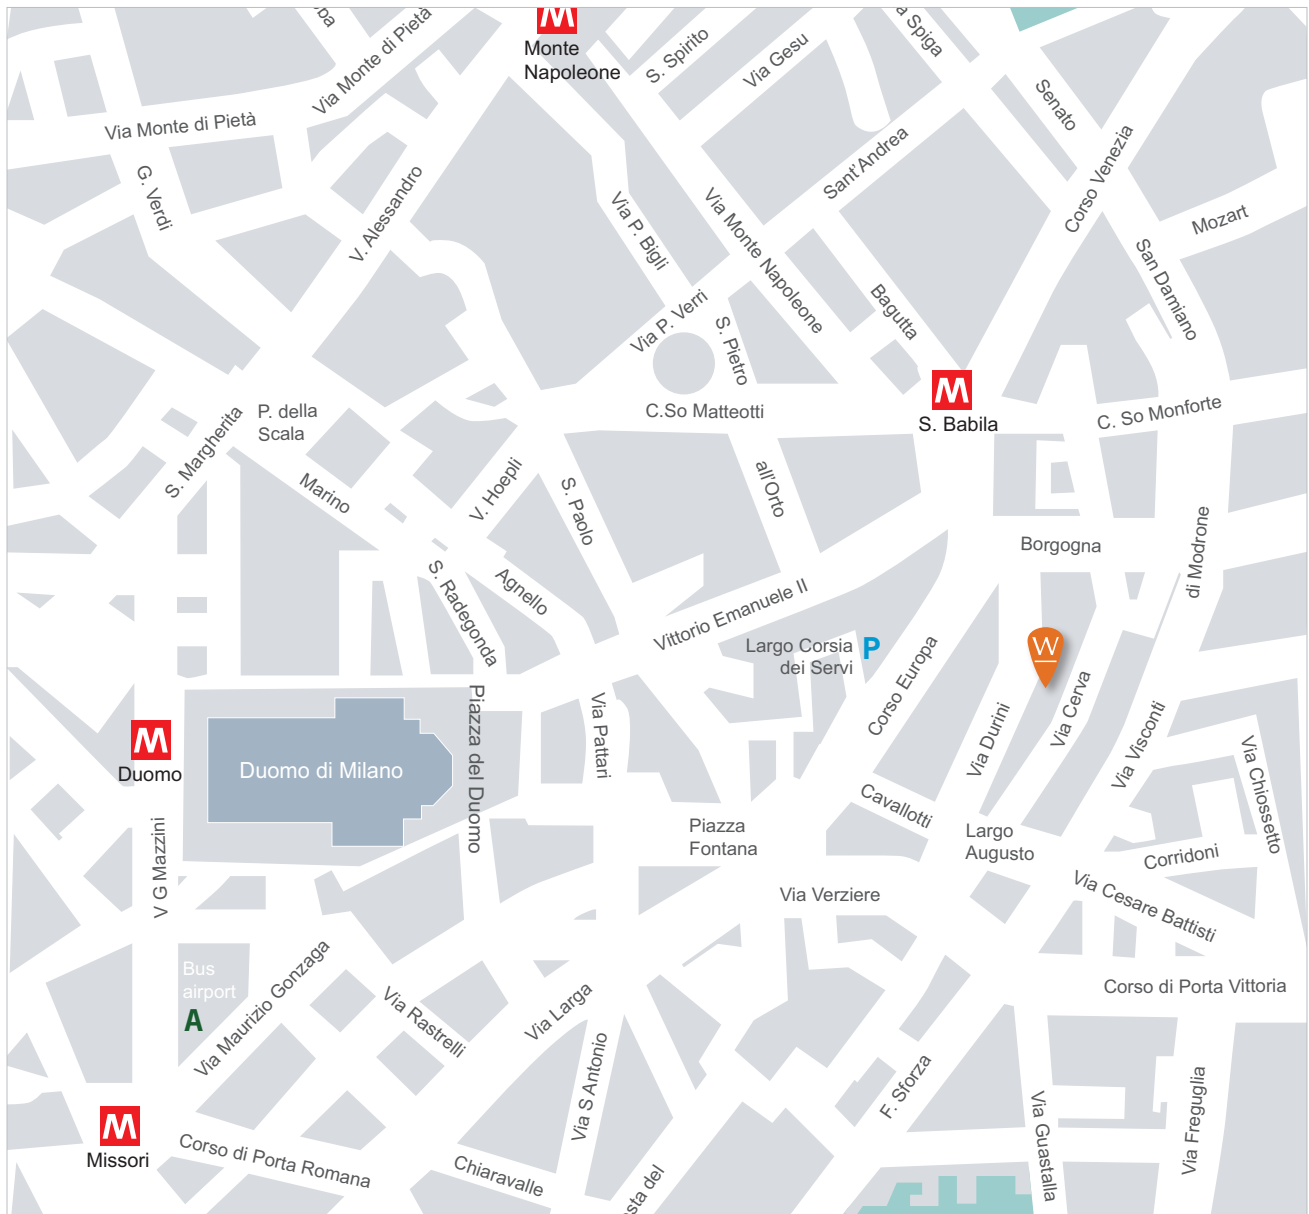 M
Monte
Napoleone
Via Monte di Pietà
Via Monte di Pietà
S. Spirito
Via Gesu
a Spiga
Senato
G. Verdi
V. Alessandro
Via P. Bigli
Via Monte Napoleone
Sant'Andrea
Corso Venezia
Mozart
San Damiano
Bagutta
Via P. Verri
S. Pietro
M
S. Babila
C.So Matteotti
C. So Monforte
S. Margherita
P. della
Scala
Marino
V. Hoepli
S. Paolo
all'Orto
Borgogna
di Modrone
S. Radegonda
Agnello
Vittorio Emanuele II
Largo Corsia
dei Servi
P
Corso Europa
W
Via Durini
Via Cerva
Via Visconti
Via Chiossetto
M
Duomo
Duomo di Milano
Piazza del Duomo
Via Pattari
Piazza
Fontana
Cavallotti
Largo
Augusto
Corridoni
Via Cesare Battisti
V G Mazzini
Via Verziere
Bus
airport
A
Via Maurizio Gonzaga
Via Rastrelli
Via Larga
Corso di Porta Vittoria
Via S Antonio
F. Sforza
Via Guastalla
Via Freguglia
M
Missori
Corso di Porta Romana
Chiaravalle
sta del